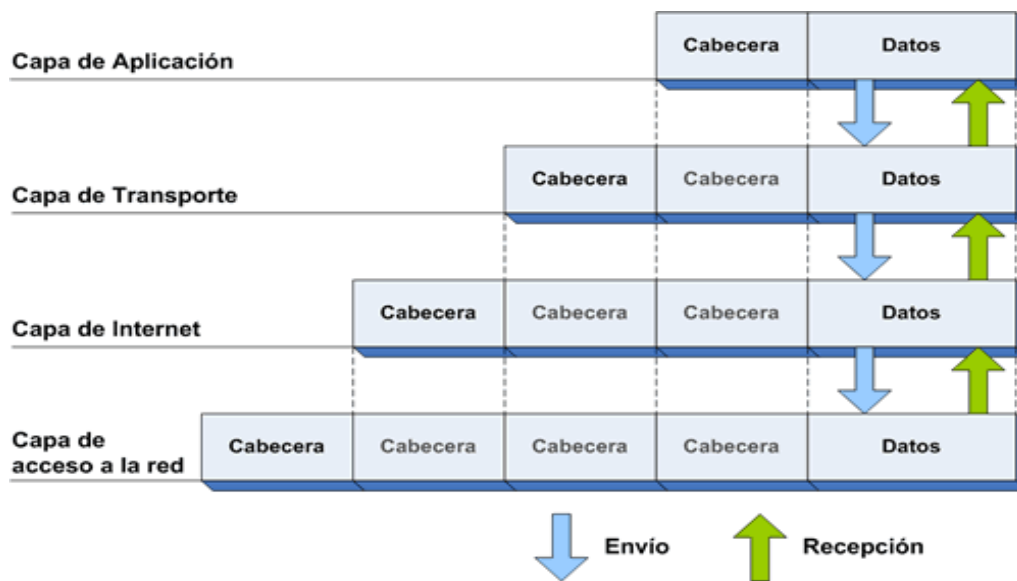 Capa de Aplicación
Cabecera Datos
Capa de Transporte
Cabecera Cabecera Datos
Capa de Internet
Cabecera Cabecera Cabecera Datos
Capa de
acceso a la red
Cabecera Cabecera Cabecera Cabecera Datos
Envío Recepción